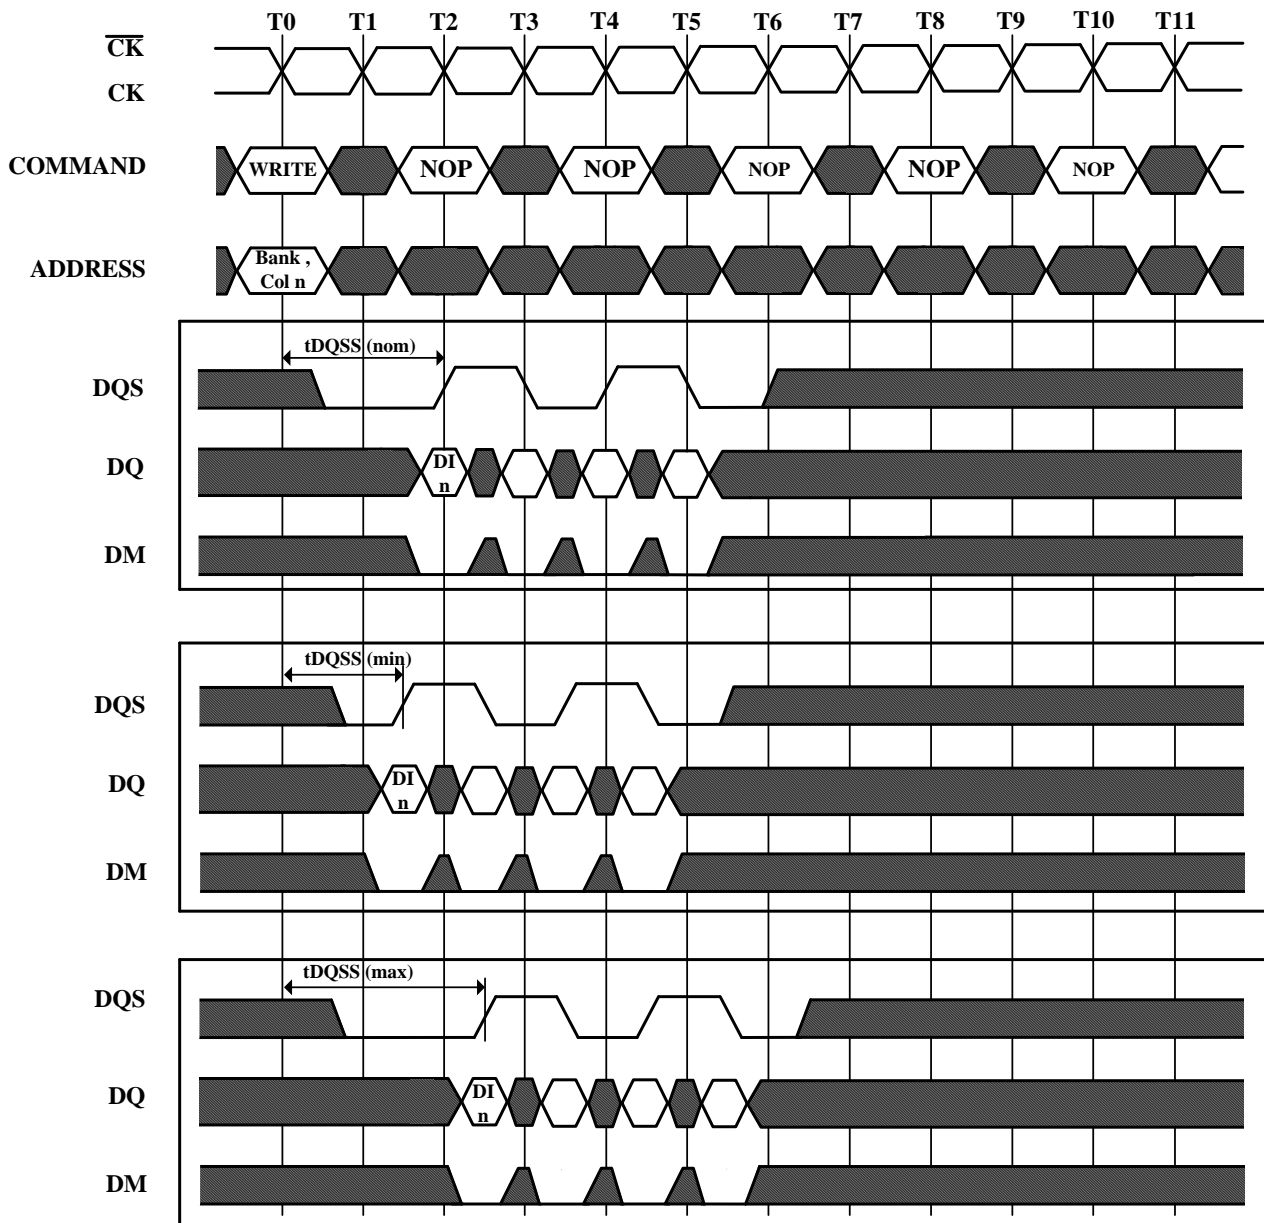 T0 T1 T2 T3 T4 T5 T6 T7 T8 T9 T10 T11
CK
CK
COMMAND WRITE NOP NOP NOP NOP NOP
ADDRESS Bank ,
Col n
tDQSS (nom)
DQS
DQ DI
n
DM
tDQSS (min)
DQS
DQ DI
n
DM
tDQSS (max)
DQS
DQ DI
n
DM